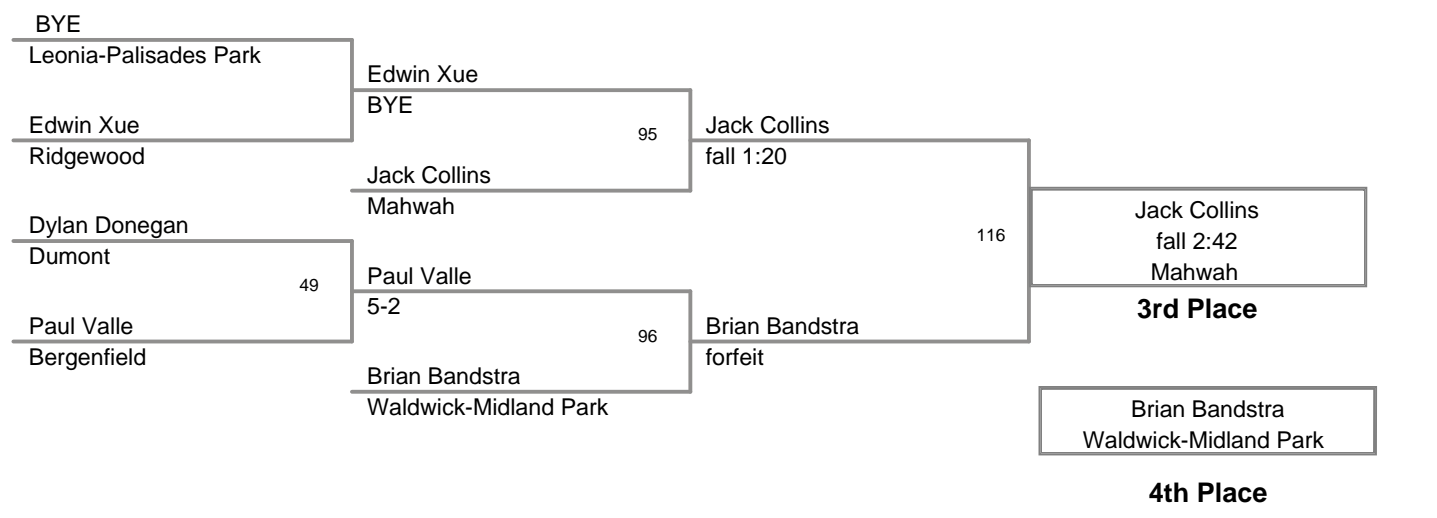 BYE
Leonia-Palisades Park
Edwin Xue
Ridgewood
Dylan Donegan
Dumont
49
Paul Valle
Bergenfield
Edwin Xue
BYE
95
Jack Collins
Mahwah
Paul Valle
5-2
96
Brian Bandstra
Waldwick-Midland Park
Jack Collins
fall 1:20
116
Brian Bandstra
forfeit
Jack Collins
fall 2:42
Mahwah
3rd Place
Brian Bandstra
Waldwick-Midland Park
4th Place